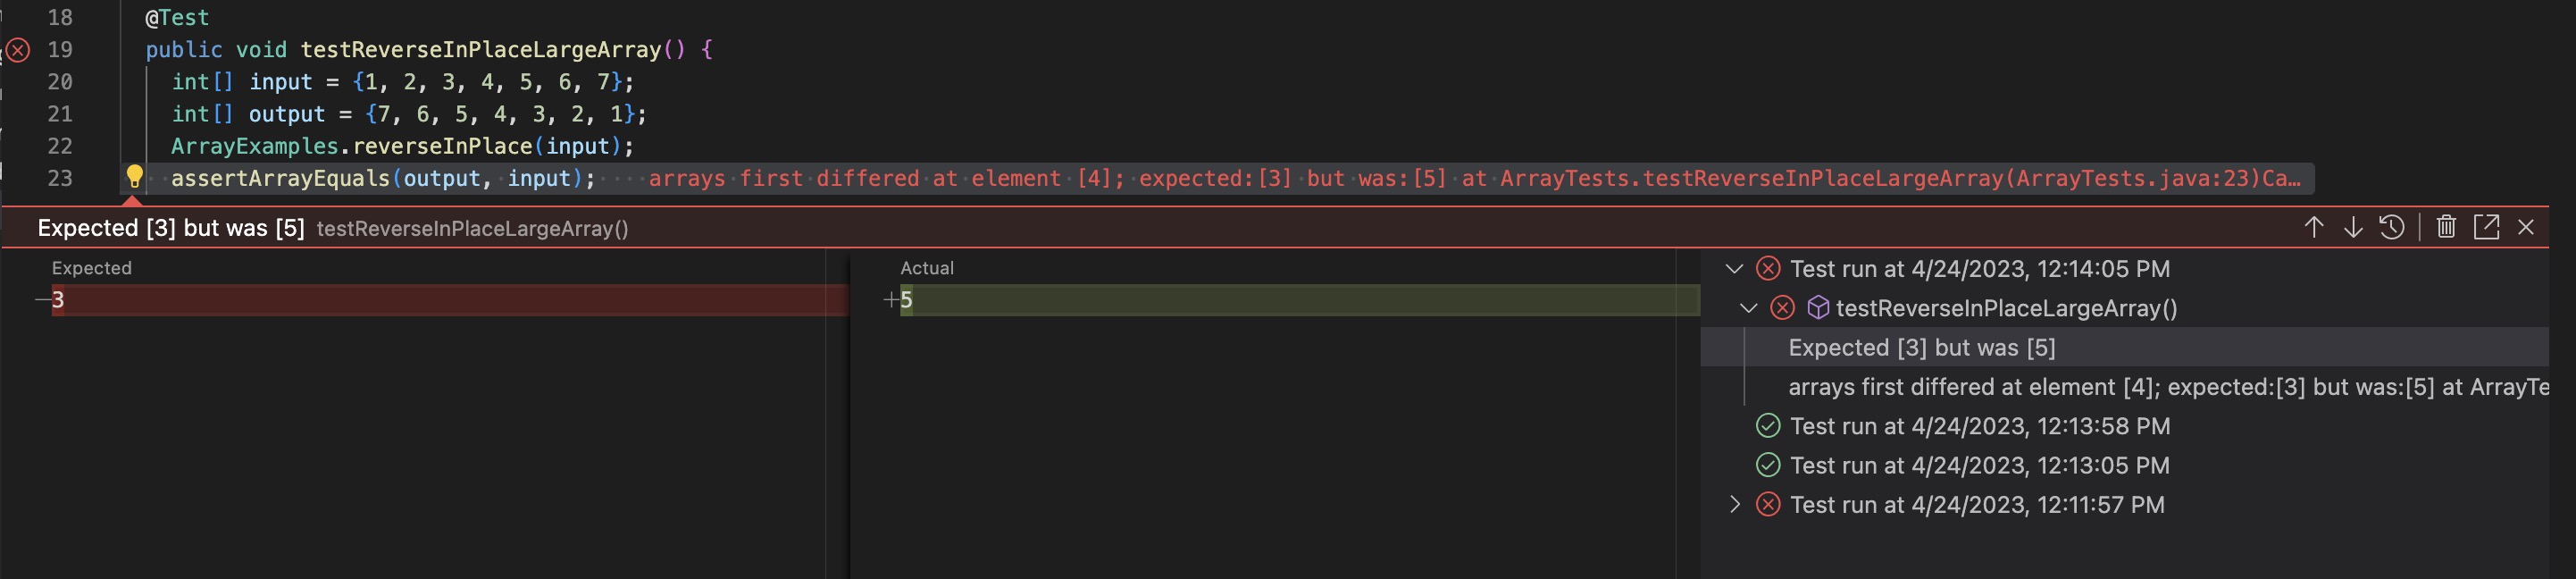 18 @Test
19 public void testReverseInPlaceLargeArray() {
20 int[] input = {1, 2, 3, 4, 5, 6, 7};
21 int[] output = {7, 6, 5, 4, 3, 2, 1};
22 ArrayExamples.reverseInPlace(input);
23 assertArrayEquals(output, input); arrays first differed at element [4]; expected:[3] but was:[5] at ArrayTests.testReverseInPlaceLargeArray(ArrayTests.java:23)Ca…
Expected [3] but was [5] testReverseInPlaceLargeArray()
Expected
—3
Actual
+5
Test run at 4/24/2023, 12:14:05 PM
testReverseInPlaceLargeArray()
Expected [3] but was [5]
arrays first differed at element [4]; expected:[3] but was:[5] at ArrayTe
Test run at 4/24/2023, 12:13:58 PM
Test run at 4/24/2023, 12:13:05 PM
Test run at 4/24/2023, 12:11:57 PM